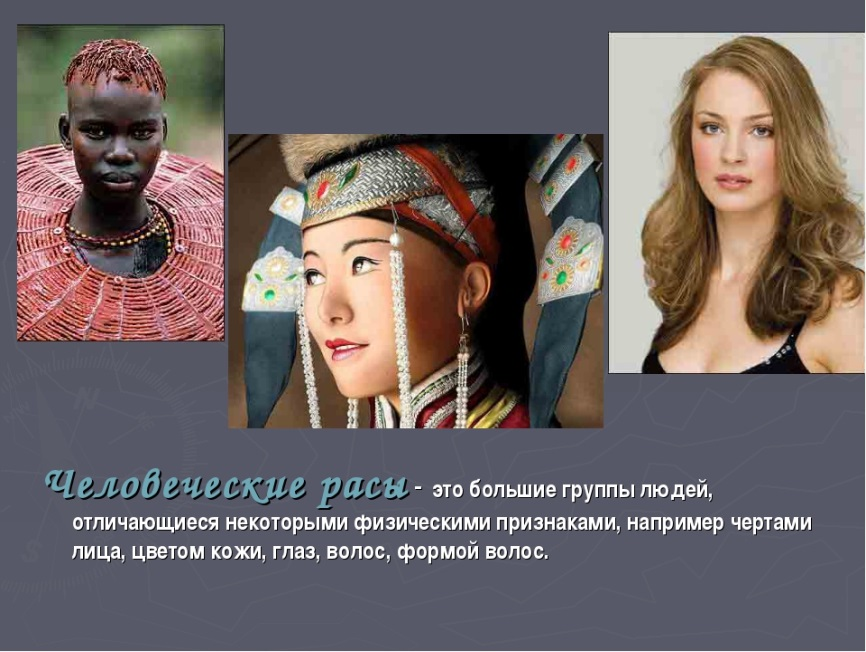 Человеческие расы - это большие группы людей,
отличающиеся некоторыми физическими признаками, например чертами
лица, цветом кожи, глаз, волос, формой волос.